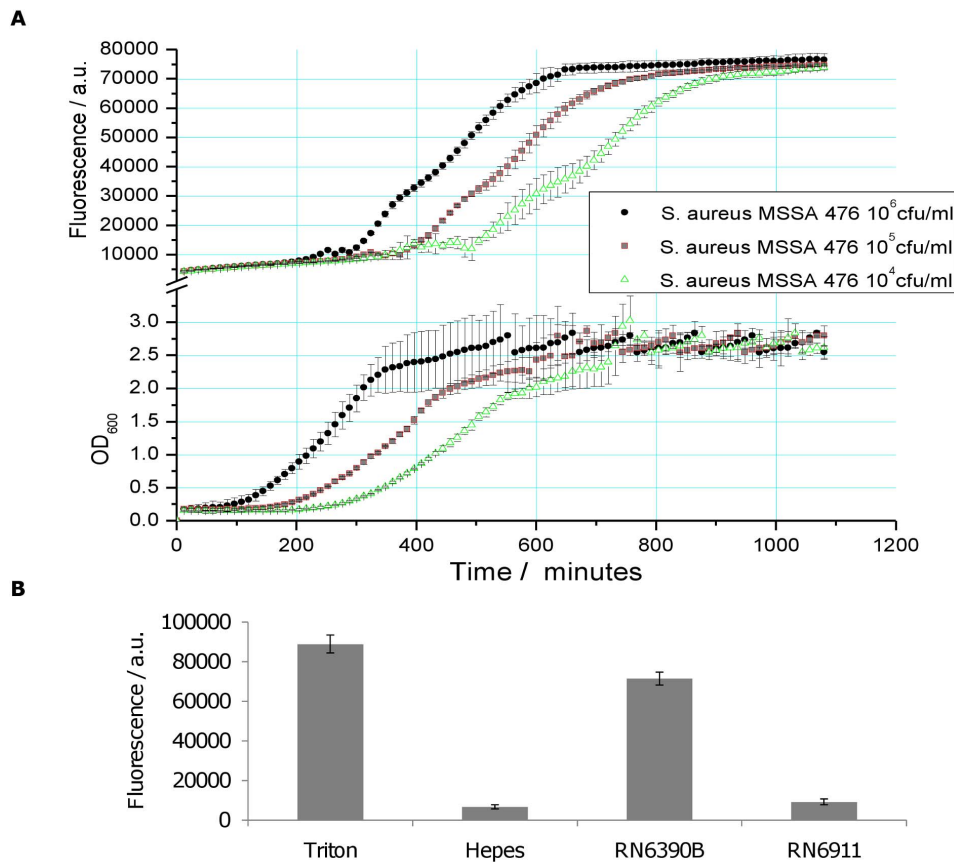 A
80000
70000
60000
50000
40000
30000
20000
10000
Fluorescence / a.u.
S. aureus MSSA 476 10⁶cfu/ml
S. aureus MSSA 476 10⁵cfu/ml
S. aureus MSSA 476 10⁴cfu/ml
3.0
2.5
2.0
1.5
1.0
0.5
0.0
OD₆₀₀
0 200 400 600 800 1000 1200
Time / minutes
B
100000
80000
60000
40000
20000
0
Fluorescence / a.u.
Triton Hepes RN6390B RN6911